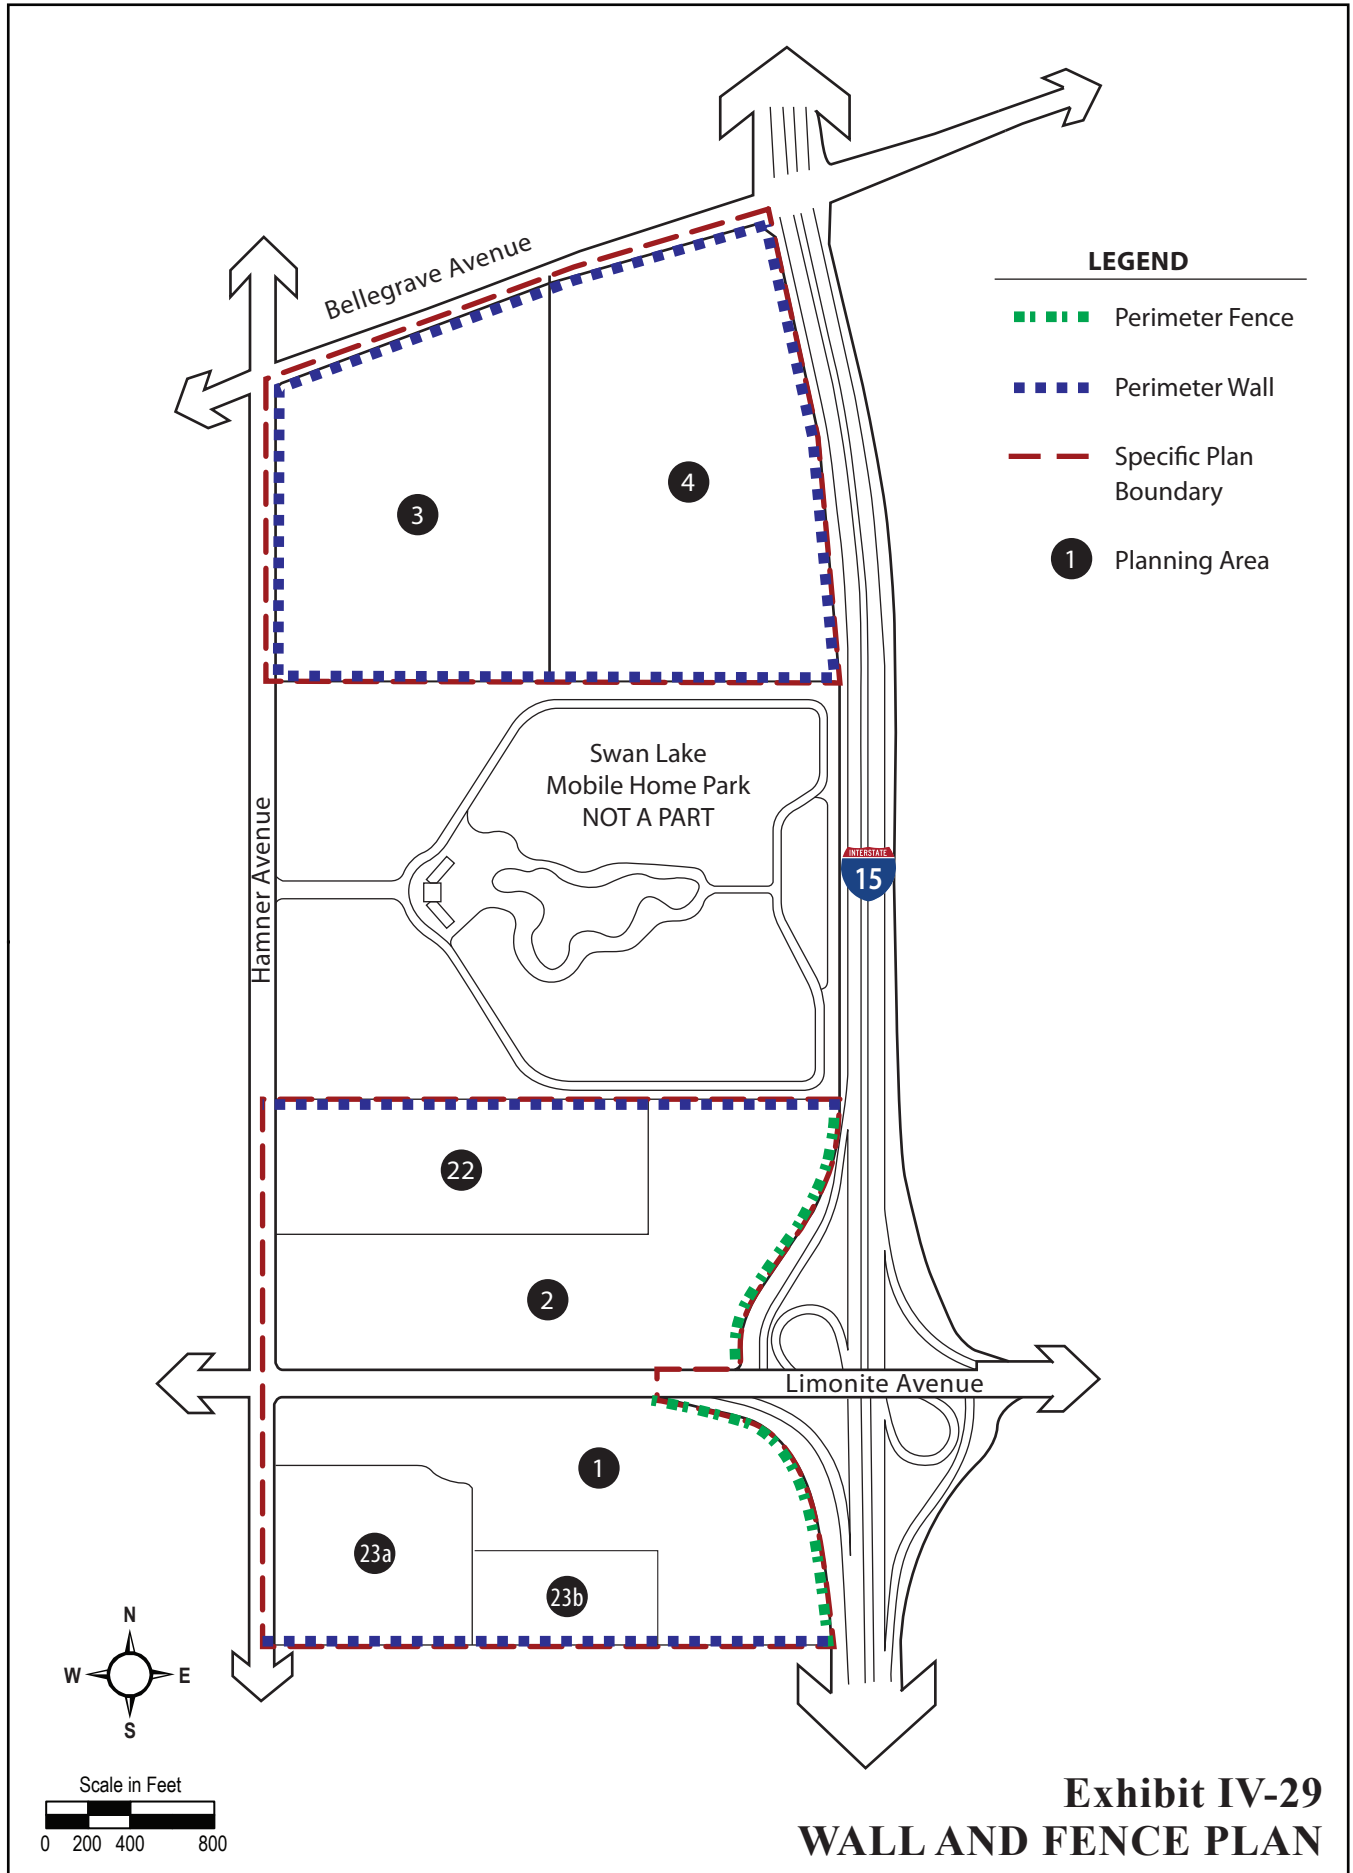 Bellegrave Avenue
LEGEND
Perimeter Fence
Perimeter Wall
Specific Plan
Boundary
1 Planning Area
3
4
Swan Lake
Mobile Home Park
NOT A PART
Hamner Avenue
INTERSTATE
15
22
2
Limonite Avenue
1
23a
23b
N
W E
S
Scale in Feet
0 200 400 800
Exhibit IV-29
WALL AND FENCE PLAN